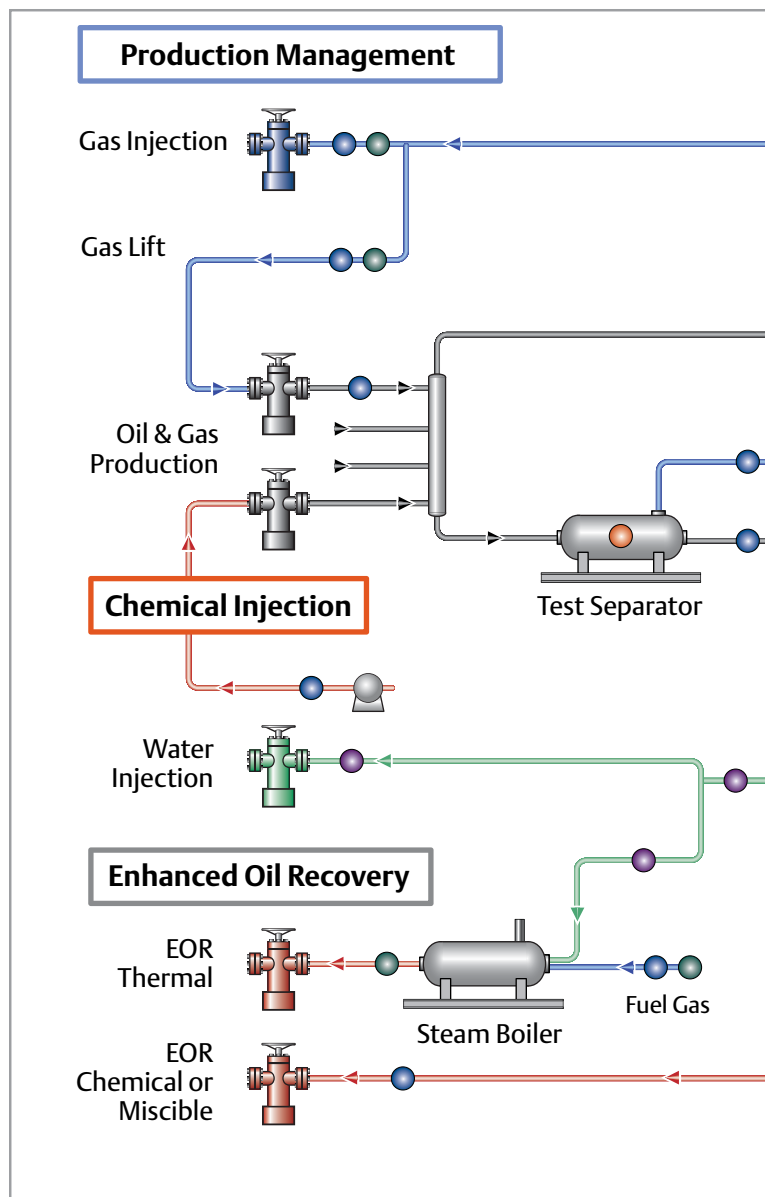 Production Management
Gas Injection
Gas Lift
Oil & Gas
Production
Test Separator
Chemical Injection
Water
Injection
Enhanced Oil Recovery
EOR
Thermal
Fuel Gas
Steam Boiler
EOR
Chemical or
Miscible